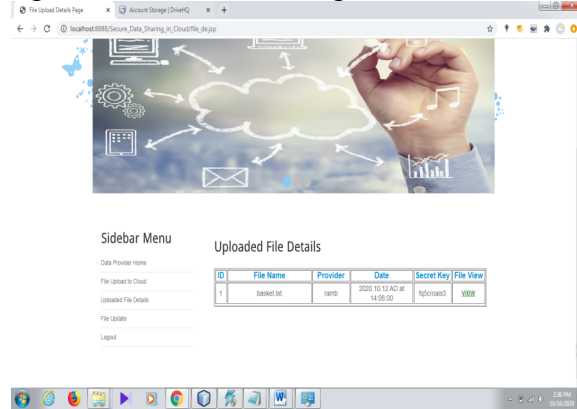 File Upload Details Page
Account Storage | DriveHQ
localhost:8888/Secure_Data_Sharing_in_Cloud/file_de.jsp
Sidebar Menu
Data Provider Home
File Upload to Cloud
Uploaded File Details
File Update
Logout
Uploaded File Details
ID File Name Provider Date Secret Key File View
1 basket.txt ramb 2020.10.12 AD at 14:06:00 view
2:36 PM
10/16/2020